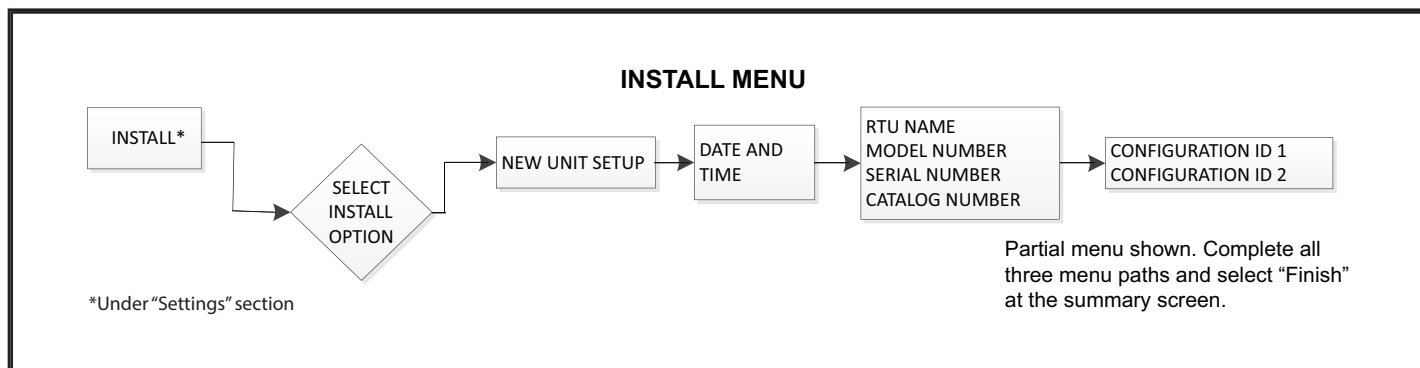 INSTALL MENU
INSTALL*
SELECT
INSTALL
OPTION
NEW UNIT SETUP
DATE AND
TIME
RTU NAME
MODEL NUMBER
SERIAL NUMBER
CATALOG NUMBER
CONFIGURATION ID 1
CONFIGURATION ID 2
Partial menu shown. Complete all
three menu paths and select “Finish”
at the summary screen.
*Under “Settings” section